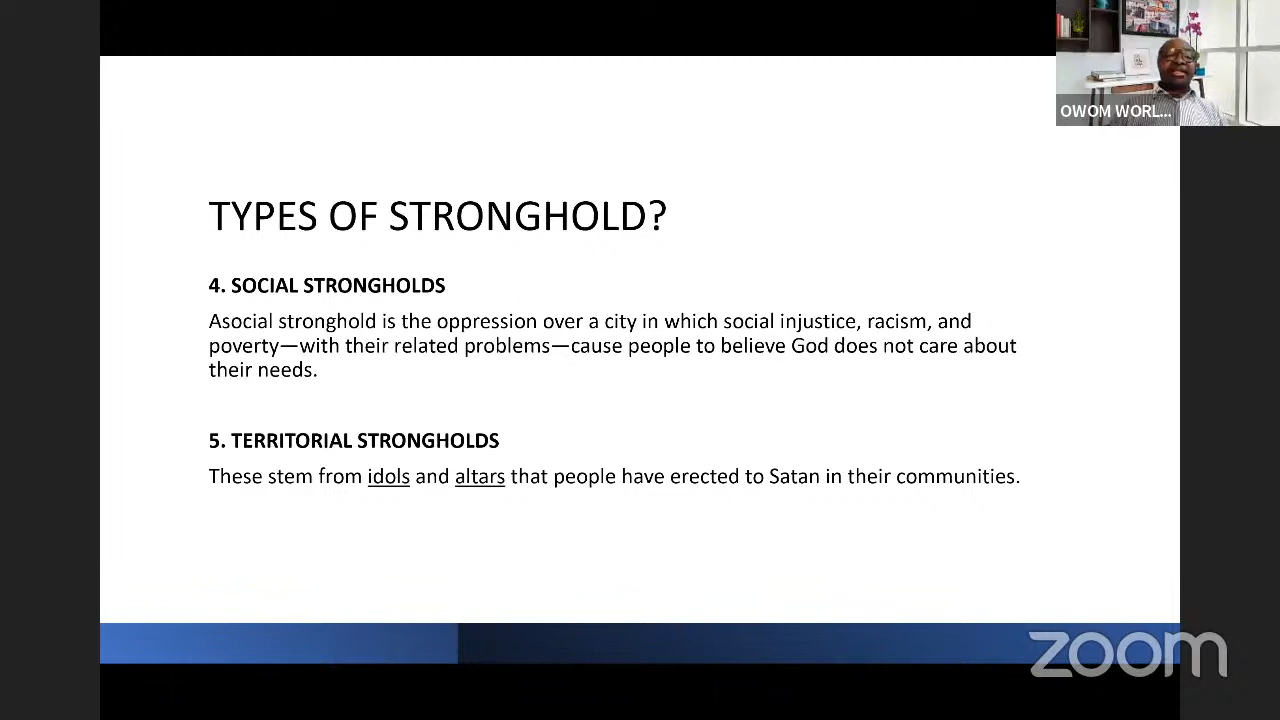 OWOM WORL...
TYPES OF STRONGHOLD?
4. SOCIAL STRONGHOLDS
Asocial stronghold is the oppression over a city in which social injustice, racism, and
poverty—with their related problems—cause people to believe God does not care about
their needs.
5. TERRITORIAL STRONGHOLDS
These stem from idols and altars that people have erected to Satan in their communities.
zoom